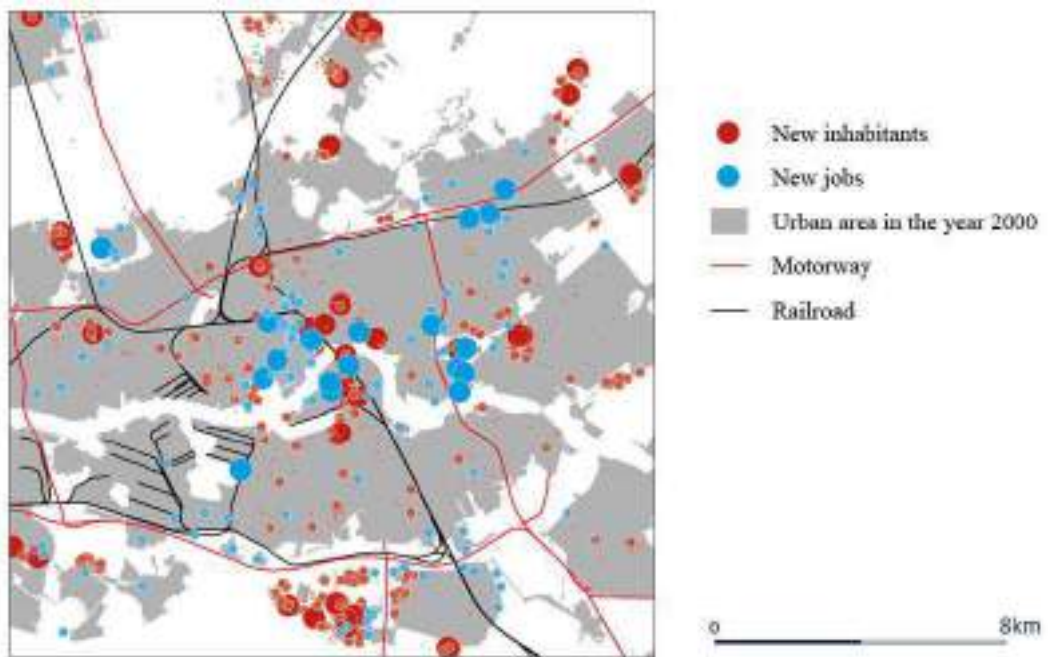 New inhabitants
New jobs
Urban area in the year 2000
Motorway
Railroad
0 8km